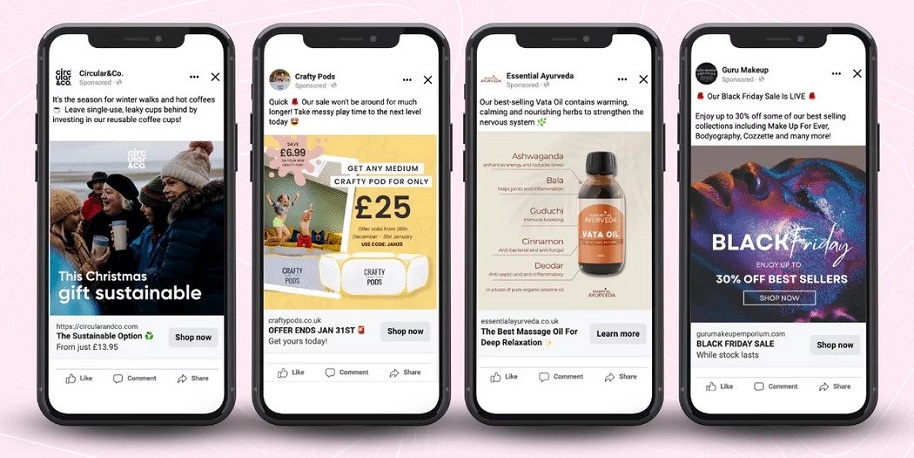 circular&co.
Circular&Co.
Sponsored
It's the season for winter walks and hot coffees
Leave single-use, leaky cups behind by
investing in our reusable coffee cups!
circular
&co.
This Christmas
gift sustainable
https://circularandco.com
The Sustainable Option ♻️
From just £13.95
Shop now
Like
Comment
Share
Crafty Pods
Sponsored
Quick 🚨 Our sale won't be around for much
longer! Take messy play time to the next level
today 🤩
SAVE
£6.99
GET ANY MEDIUM
CRAFTY POD FOR ONLY
£25
Offer valid from 20th
December - 31st January
USE CODE: JAN25
CRAFTY
PODS
CRAFTY
PODS
craftypods.co.uk
OFFER ENDS JAN 31ST 🚨
Get yours today!
Shop now
Like
Comment
Share
Essential Ayurveda
Sponsored
Our best-selling Vata Oil contains warming,
calming and nourishing herbs to strengthen the
nervous system 🌿
Ashwaganda
enhances energy and reduces stress
Bala
helps joints and inflammation
Guduchi
immune boosting
Cinnamon
Anti-bacterial and anti-fungal
Deodar
Anti-septic and anti-inflammatory
in a base of pure organic sesame oil
ESSENTIAL
AYURVEDA
VATA OIL
ESSENTIAL
AYURVEDA
essentialayurveda.co.uk
The Best Massage Oil For
Deep Relaxation ✨
Learn more
Like
Comment
Share
Guru Makeup
Sponsored
Our Black Friday Sale Is LIVE
Enjoy up to 30% off some of our best selling
collections including Make Up For Ever,
Bodyography, Cozzette and many more!
BLACK Friday
ENJOY UP TO
30% OFF BEST SELLERS
SHOP NOW
gurumakeupemporium.com
BLACK FRIDAY SALE
While stock lasts
Shop now
Like
Comment
Share